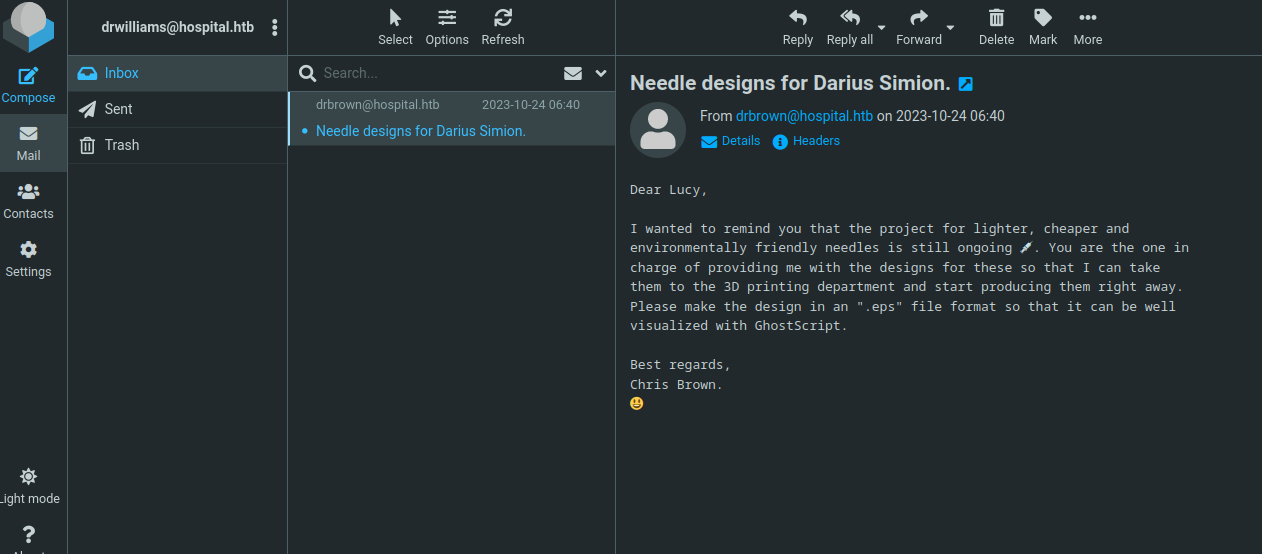 drwilliams@hospital.htb
Select
Options
Refresh
Reply
Reply all
Forward
Delete
Mark
More
Compose
Mail
Contacts
Settings
Light mode
Inbox
Sent
Trash
Search...
drbrown@hospital.htb 2023-10-24 06:40
Needle designs for Darius Simion.
Needle designs for Darius Simion.
From drbrown@hospital.htb on 2023-10-24 06:40
Details Headers
Dear Lucy,
I wanted to remind you that the project for lighter, cheaper and
environmentally friendly needles is still ongoing 💉. You are the one in
charge of providing me with the designs for these so that I can take
them to the 3D printing department and start producing them right away.
Please make the design in an ".eps" file format so that it can be well
visualized with GhostScript.
Best regards,
Chris Brown.
😃